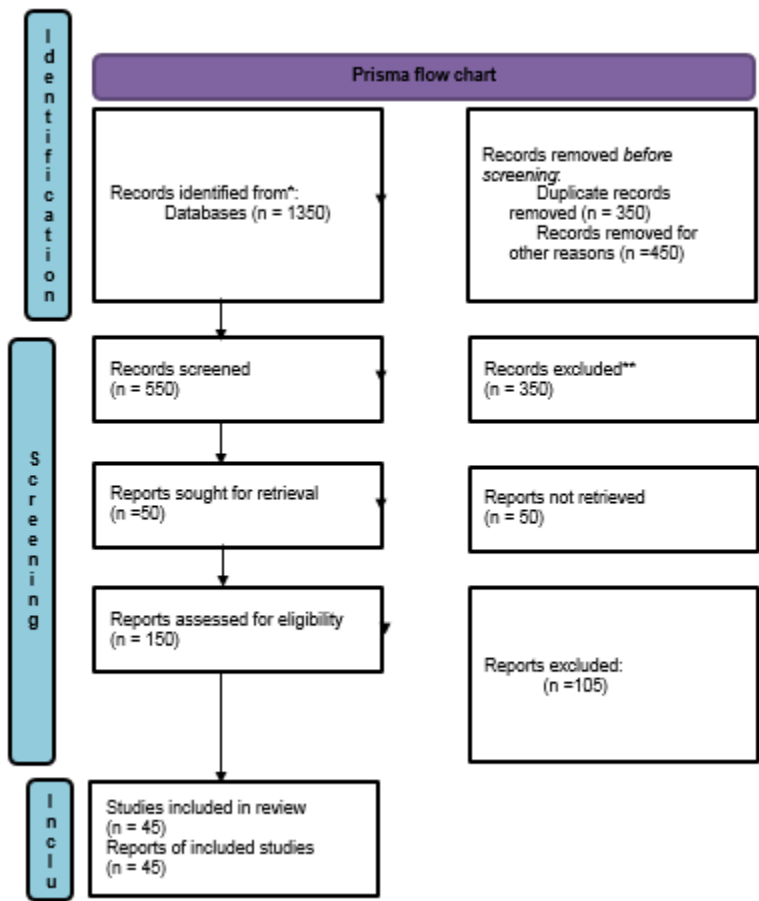 Identification
Prisma flow chart
Records identified from*:
Databases (n = 1350)
Records removed before
screening:
Duplicate records
removed (n = 350)
Records removed for
other reasons (n =450)
Screening
Records screened
(n = 550)
Records excluded**
(n = 350)
Reports sought for retrieval
(n =50)
Reports not retrieved
(n = 50)
Reports assessed for eligibility
(n = 150)
Reports excluded:
(n =105)
Inclu
Studies included in review
(n = 45)
Reports of included studies
(n = 45)